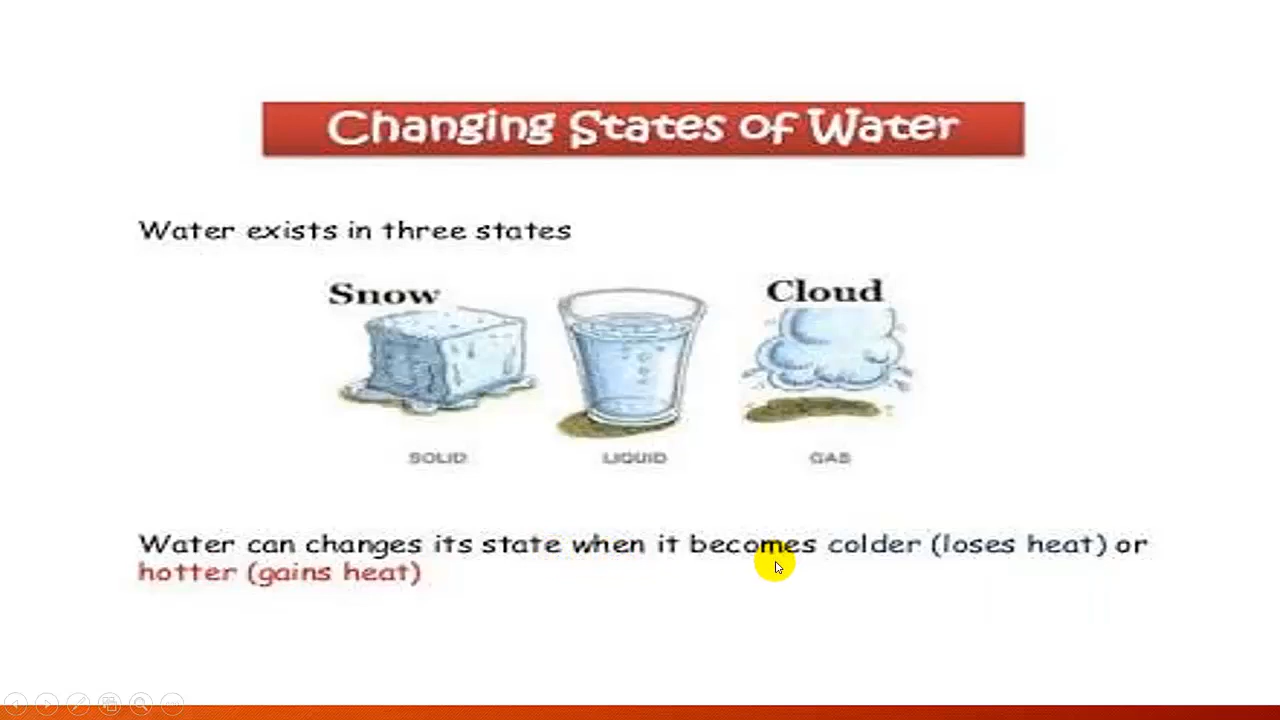 Changing States of Water
Water exists in three states
Snow
Cloud
SOLID
LIQUID
GAS
Water can changes its state when it becomes colder (loses heat) or
hotter (gains heat)